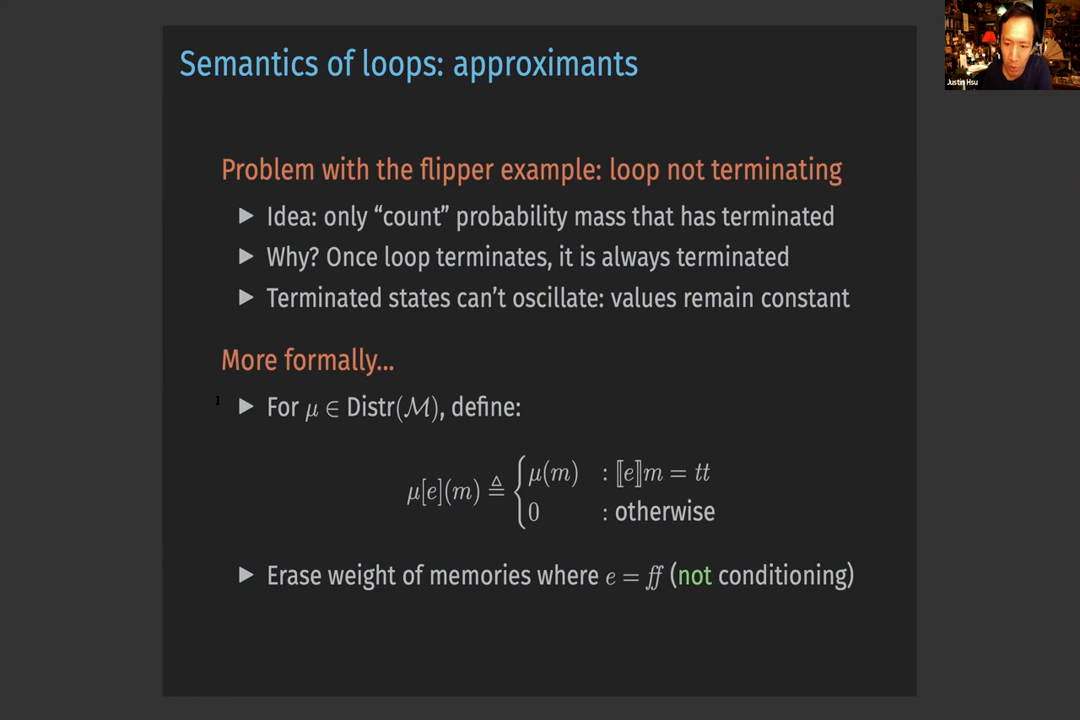 Semantics of loops: approximants
Justin Hsu
Problem with the flipper example: loop not terminating
▶ Idea: only “count” probability mass that has terminated
▶ Why? Once loop terminates, it is always terminated
▶ Terminated states can’t oscillate: values remain constant
More formally...
▶ For μ ∈ Distr(ℳ), define:
μ[e](m) ≜ { μ(m) : ⟦e⟧m = tt
0 : otherwise
▶ Erase weight of memories where e = ff (not conditioning)